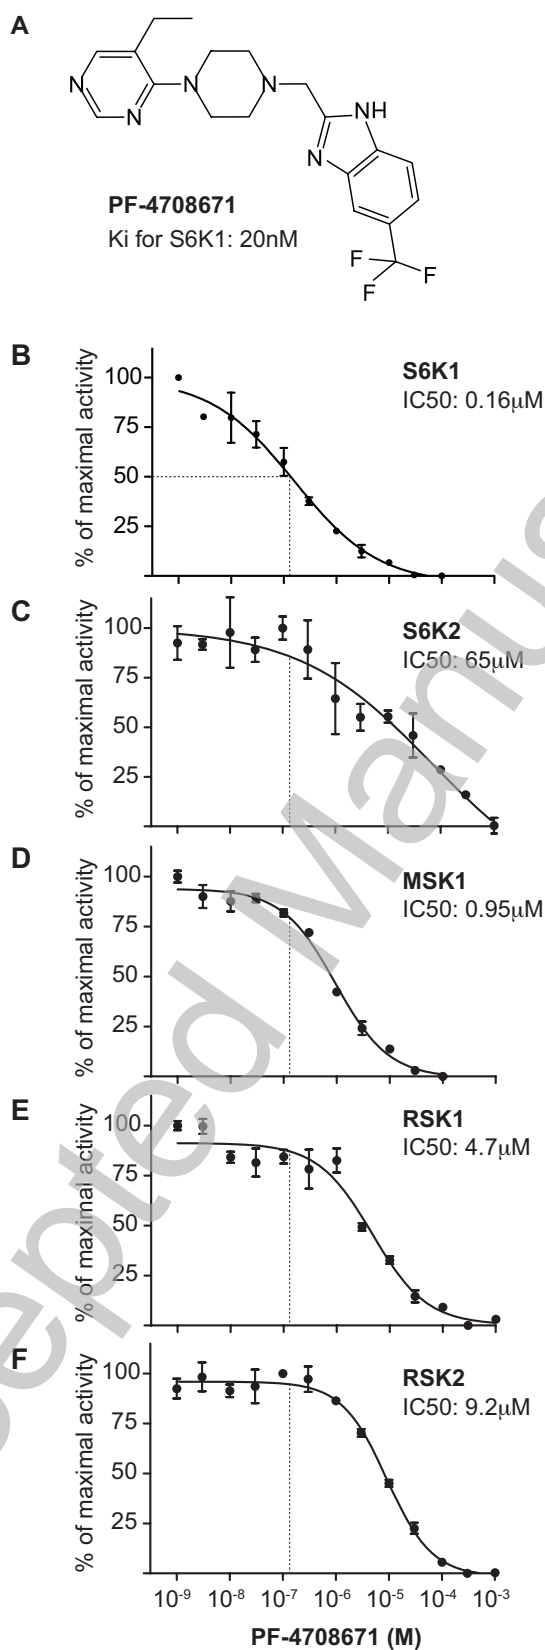 A
N
N
N
N
NH
N
F
F
F
PF-4708671
Ki for S6K1: 20nM
B
% of maximal activity
100
75
50
25
S6K1
IC50: 0.16μM
C
% of maximal activity
100
75
50
25
S6K2
IC50: 65μM
D
% of maximal activity
100
75
50
25
MSK1
IC50: 0.95μM
E
% of maximal activity
100
75
50
25
RSK1
IC50: 4.7μM
F
% of maximal activity
100
75
50
25
RSK2
IC50: 9.2μM
10⁻⁹ 10⁻⁸ 10⁻⁷ 10⁻⁶ 10⁻⁵ 10⁻⁴ 10⁻³
PF-4708671 (M)
epted Manus